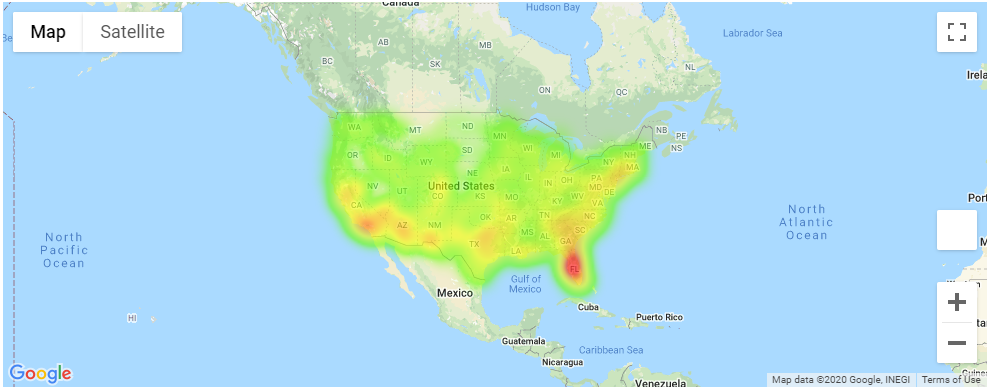 Canada
Hudson Bay
Map
Satellite
Labrador Sea
AB
MB
BC
SK
NL
ON
QC
Irela
WA
MT
ND
NB
PE
MN
ME
NS
OR
ID
SD
WI
MI
NH
NY
MA
WY
NE
IA
PA
NV
UT
United States
IL
IN
OH
MD
DE
CO
KS
MO
WV
KY
VA
CA
Port
AZ
NM
OK
AR
TN
NC
SC
MS
AL
GA
TX
LA
FL
North
Pacific
Ocean
North
Atlantic
Ocean
Gulf of
Mexico
Mexico
Cuba
HI
Puerto Rico
Guatemala
Caribbean Sea
Nicaragua
Google
Venezuela
Map data ©2020 Google, INEGI
Terms of Use